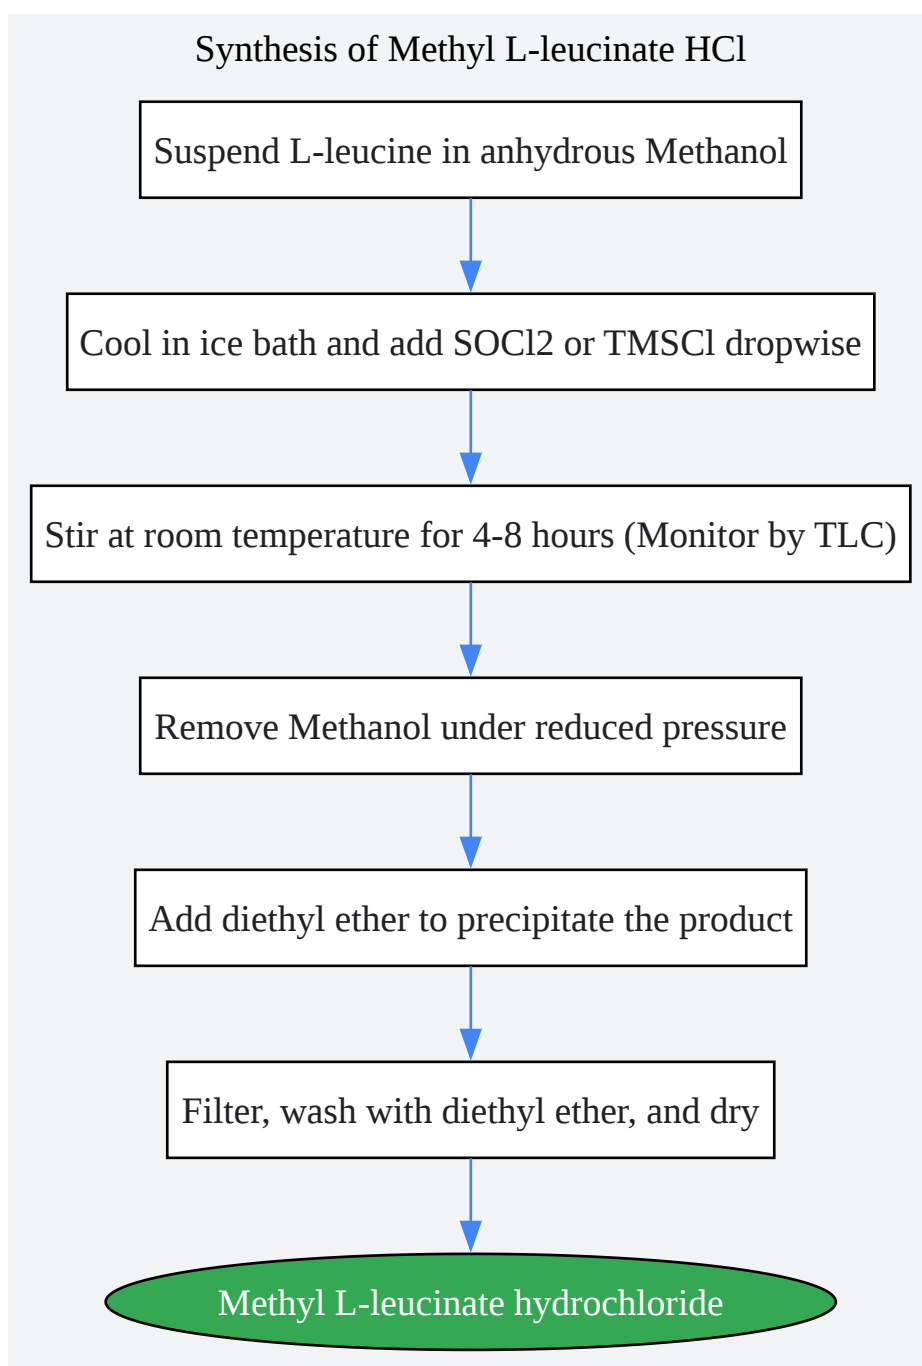 Synthesis of Methyl L-leucinate HCl
Suspend L-leucine in anhydrous Methanol
Cool in ice bath and add SOCl2 or TMSCl dropwise
Stir at room temperature for 4-8 hours (Monitor by TLC)
Remove Methanol under reduced pressure
Add diethyl ether to precipitate the product
Filter, wash with diethyl ether, and dry
Methyl L-leucinate hydrochloride